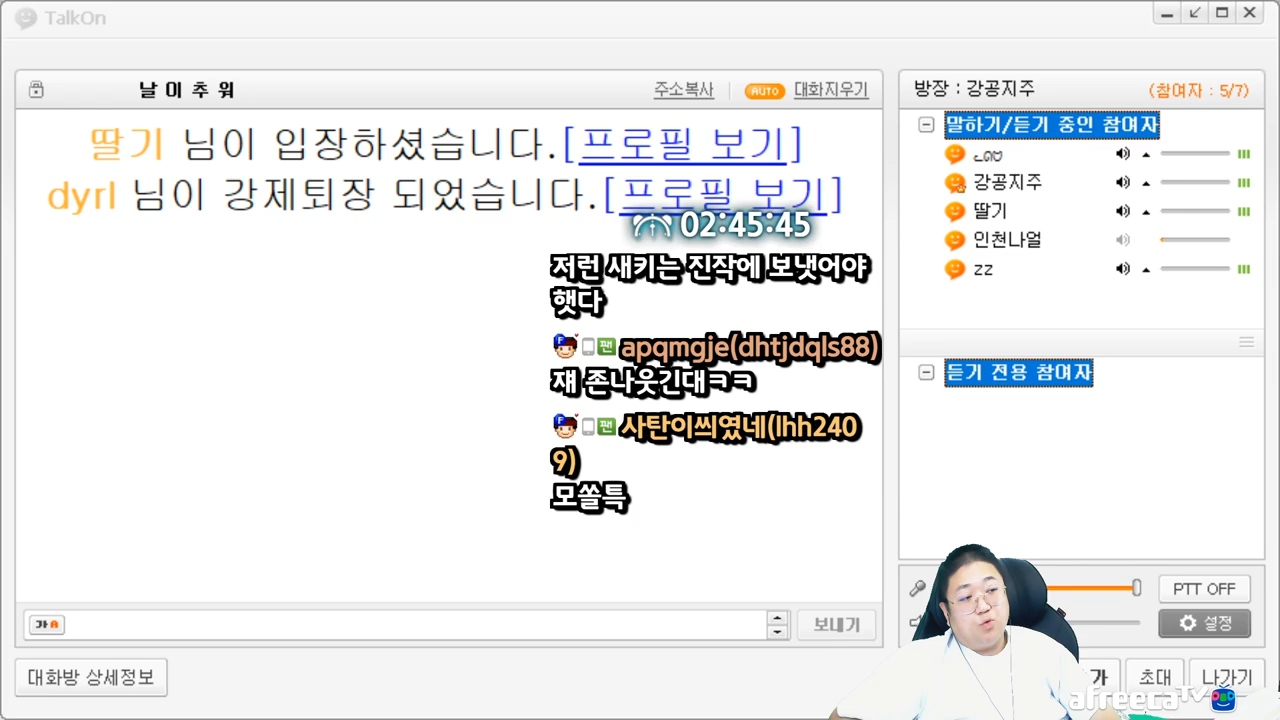 TalkOn
날 이 추 워
주소복사
AUTO
대화지우기
딸기 님이 입장하셨습니다.[프로필 보기]
dyrl 님이 강제퇴장 되었습니다.[프로필 보기]
02:45:45
저런 새키는 진작에 보냇어야
햇다
팬 apqmgje(dhtjdqls88)
쟤 존나웃긴대ㅋㅋ
팬 사탄이씌였네(lhh240
9)
모쏠특
가A
보내기
대화방 상세정보
방장 : 강공지주
(참여자 : 5/7)
말하기/듣기 중인 참여자
강공지주
딸기
인천나얼
zz
듣기 전용 참여자
PTT OFF
설정
가
초대
나가기
afreecaTV